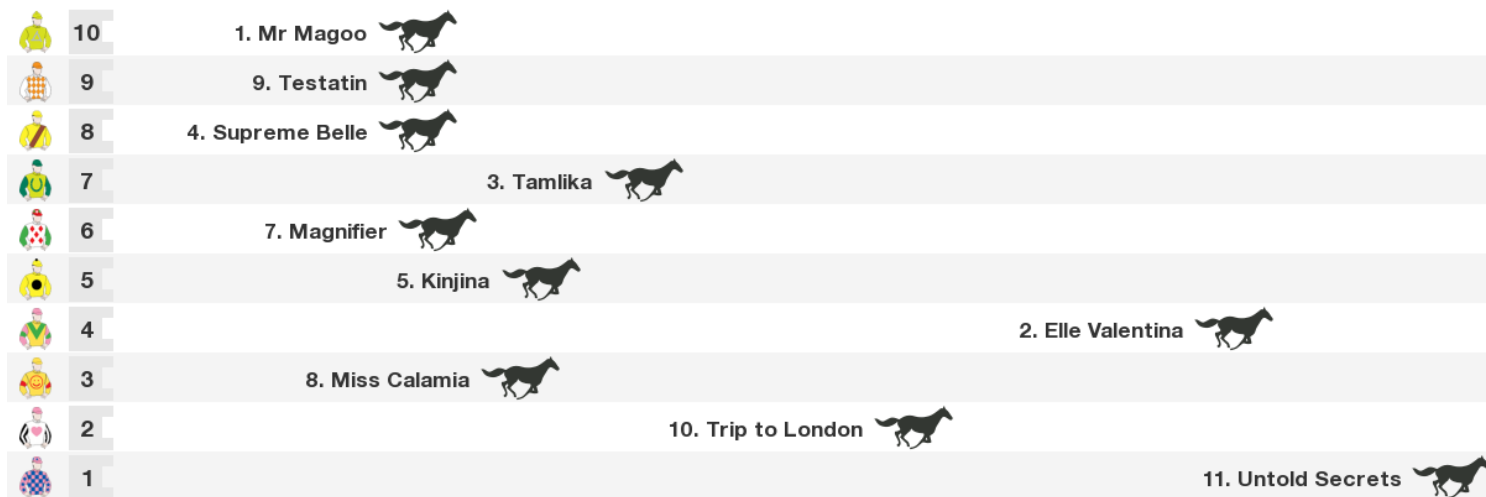 10 1. Mr Magoo
9 9. Testatin
8 4. Supreme Belle
7 3. Tamlika
6 7. Magnifier
5 5. Kinjina
4 2. Elle Valentina
3 8. Miss Calamia
2 10. Trip to London
1 11. Untold Secrets